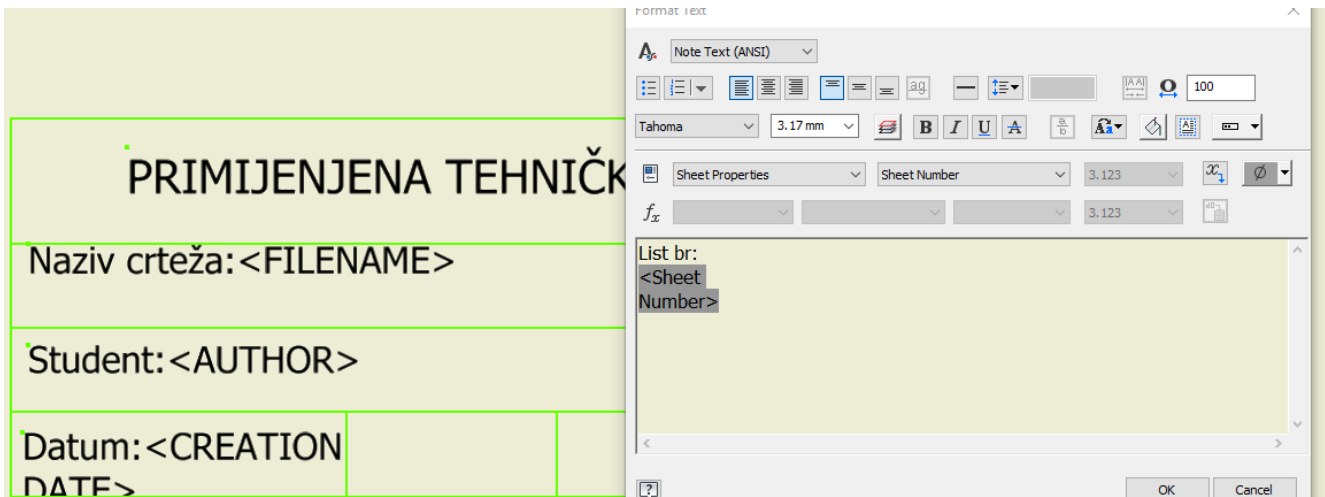 Format Text
Note Text (ANSI)
100
Tahoma
3.17 mm
B I U A
Sheet Properties
Sheet Number
3.123
3.123
List br:
<Sheet
Number>
OK
Cancel
PRIMIJENJENA TEHNIČK
Naziv crteža:<FILENAME>
Student:<AUTHOR>
Datum:<CREATION
DATE>